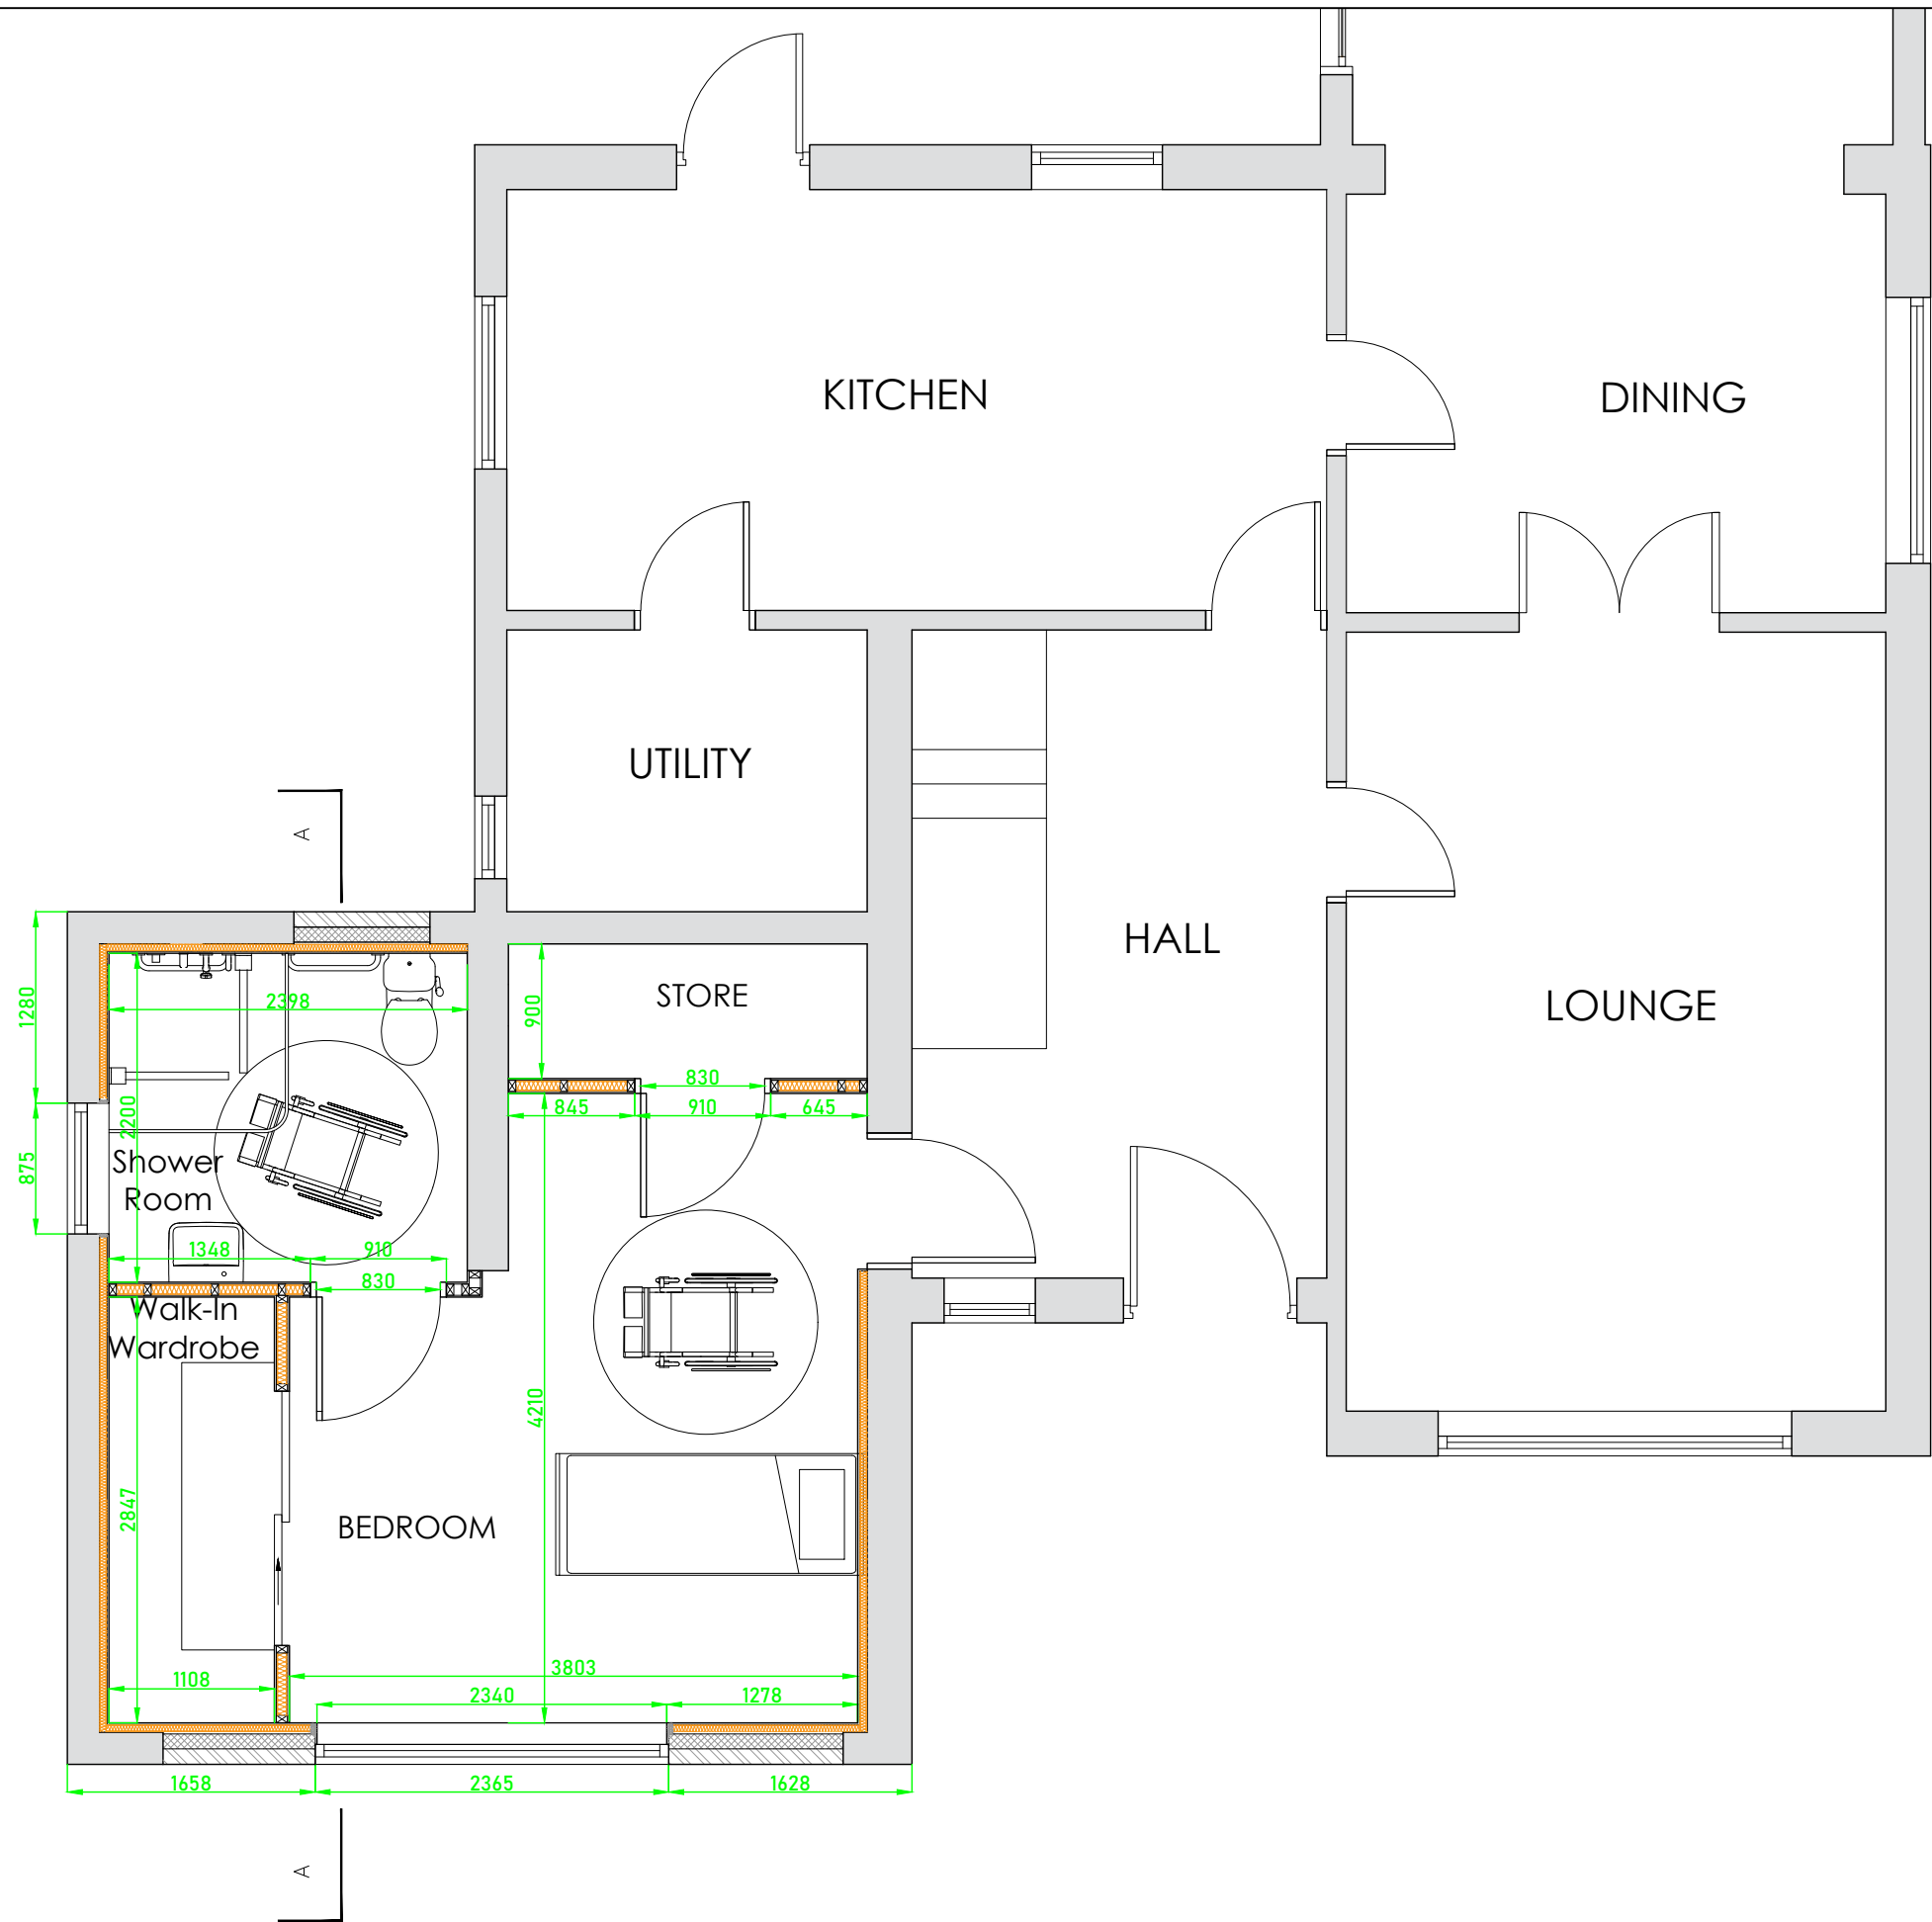 KITCHEN
DINING
UTILITY
A
HALL
STORE
LOUNGE
1280
2398
900
830
845
910
645
2200
875
Shower
Room
1348
910
830
Walk-In
Wardrobe
4210
2847
BEDROOM
3803
1108
2340
1278
1658
2365
1628
A